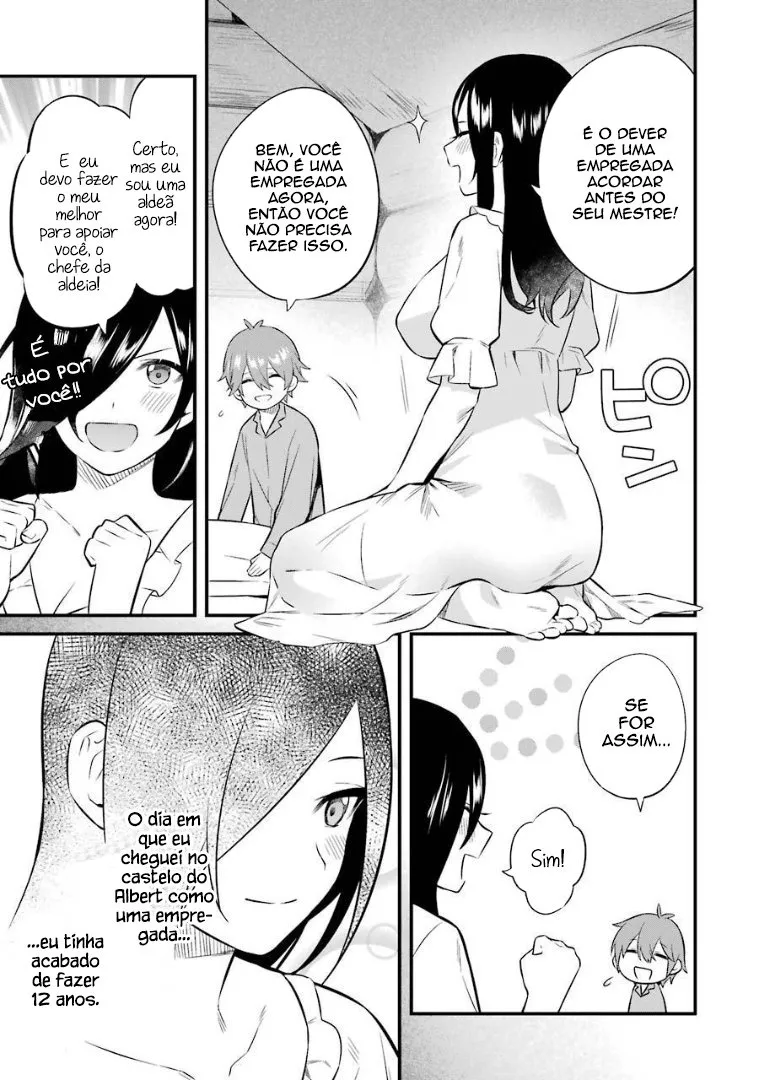 É O DEVER
DE UMA
EMPREGADA
ACORDAR
ANTES DO
SEU MESTRE!
BEM, VOCÊ
NÃO É UMA
EMPREGADA
AGORA,
ENTÃO VOCÊ
NÃO PRECISA
FAZER ISSO.
ピシ
Certo,
mas eu
sou uma
aldeã
agora!
E eu
devo fazer
o meu
melhor
para apoiar
você, o
chefe da
aldeia!
É
tudo por
você!!
SE
FOR
ASSIM...
Sim!
O dia em
que eu
cheguei no
castelo do
Albert como
uma empre-
gada...
...eu tinha
acabado
de fazer
12 anos.